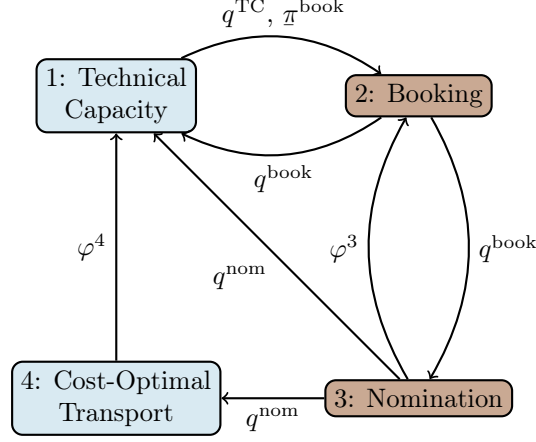 q^TC, π̲^book
1: Technical
Capacity
2: Booking
q^book
φ^4
q^nom
φ^3
q^book
4: Cost-Optimal
Transport
q^nom
3: Nomination